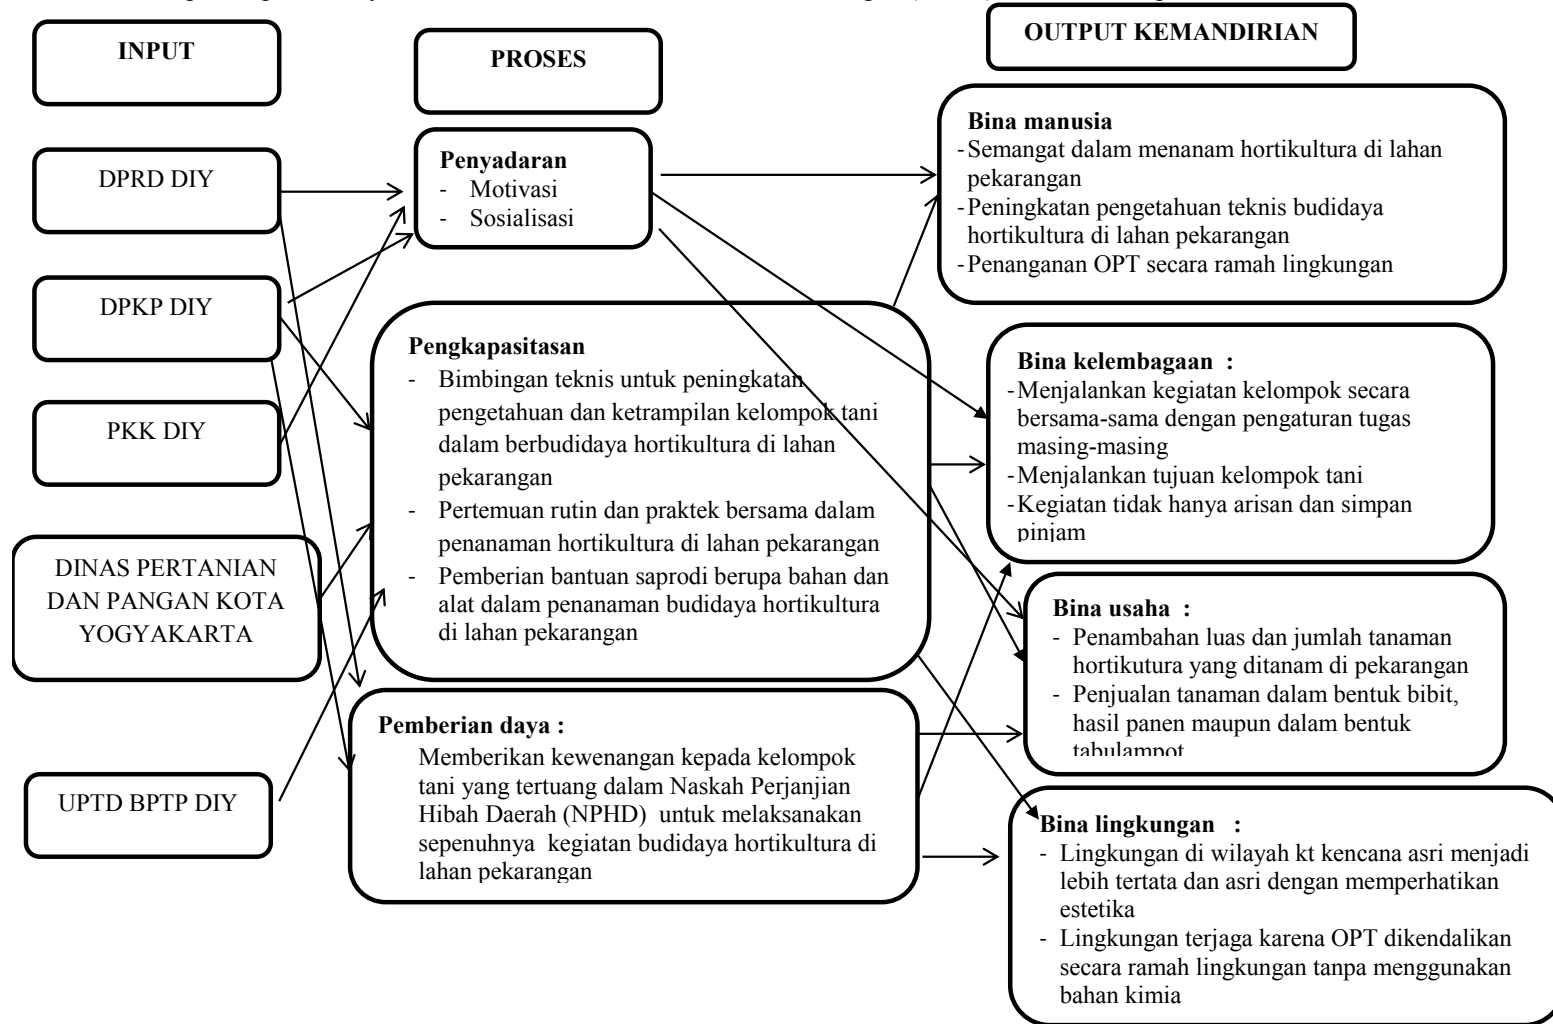 INPUT
DPRD DIY
DPKP DIY
PKK DIY
DINAS PERTANIAN
DAN PANGAN KOTA
YOGYAKARTA
UPTD BPTP DIY
PROSES
Penyadaran
- Motivasi
- Sosialisasi
Pengkapasitasan
- Bimbingan teknis untuk peningkatan
pengetahuan dan ketrampilan kelompok tani
dalam berbudidaya hortikultura di lahan
pekarangan
- Pertemuan rutin dan praktek bersama dalam
penanaman hortikultura di lahan pekarangan
- Pemberian bantuan saprodi berupa bahan dan
alat dalam penanaman budidaya hortikultura
di lahan pekarangan
Pemberian daya :
Memberikan kewenangan kepada kelompok
tani yang tertuang dalam Naskah Perjanjian
Hibah Daerah (NPHD) untuk melaksanakan
sepenuhnya kegiatan budidaya hortikultura di
lahan pekarangan
OUTPUT KEMANDIRIAN
Bina manusia
-Semangat dalam menanam hortikultura di lahan
pekarangan
-Peningkatan pengetahuan teknis budidaya
hortikultura di lahan pekarangan
-Penanganan OPT secara ramah lingkungan
Bina kelembagaan :
-Menjalankan kegiatan kelompok secara
bersama-sama dengan pengaturan tugas
masing-masing
-Menjalankan tujuan kelompok tani
-Kegiatan tidak hanya arisan dan simpan
pinjam
Bina usaha :
- Penambahan luas dan jumlah tanaman
hortikutura yang ditanam di pekarangan
- Penjualan tanaman dalam bentuk bibit,
hasil panen maupun dalam bentuk
tabulampot
Bina lingkungan :
- Lingkungan di wilayah kt kencana asri menjadi
lebih tertata dan asri dengan memperhatikan
estetika
- Lingkungan terjaga karena OPT dikendalikan
secara ramah lingkungan tanpa menggunakan
bahan kimia